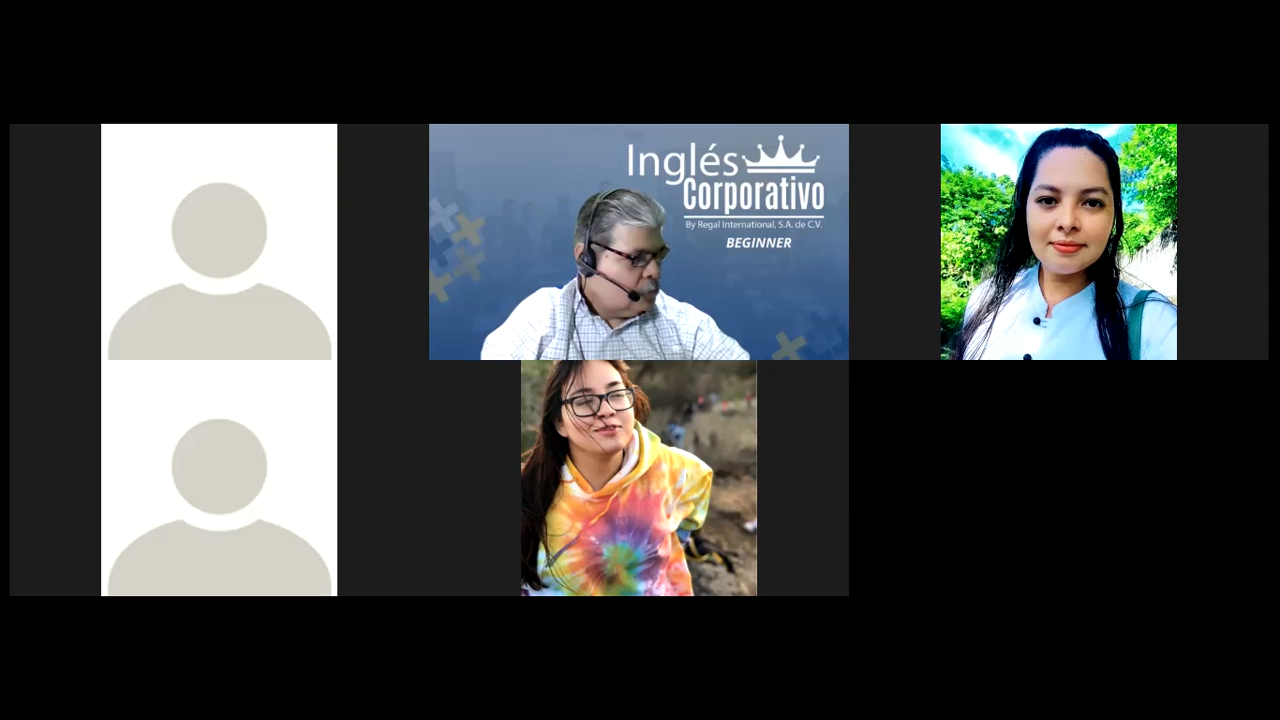 Inglés
Corporativo
By Regal International, S.A. de C.V.
BEGINNER